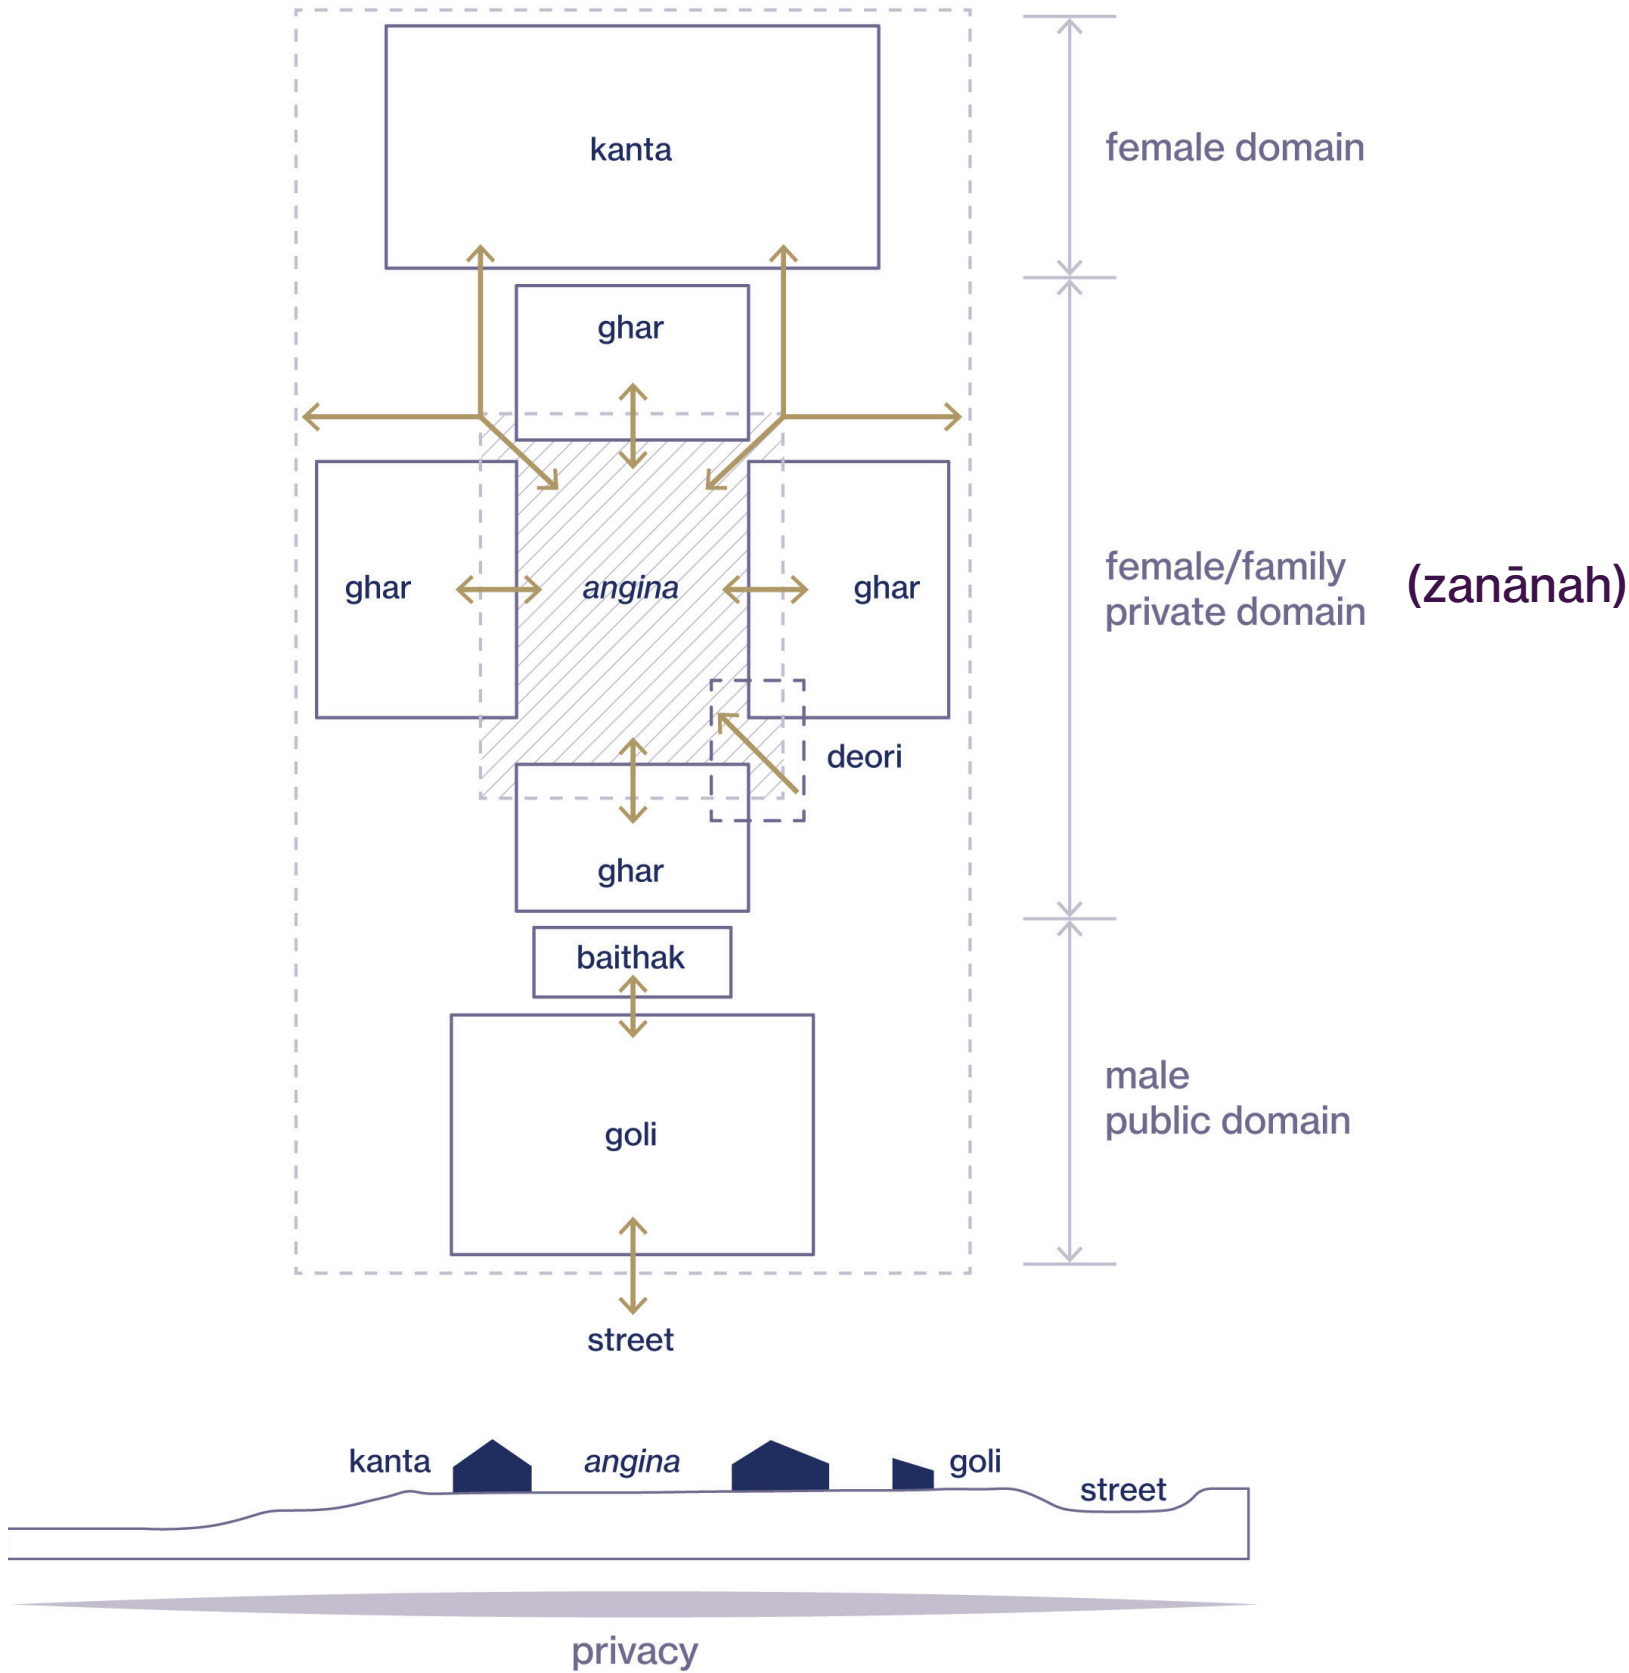 kanta
female domain
ghar
ghar
angina
ghar
female/family
private domain
(zanānah)
deori
ghar
baithak
goli
male
public domain
street
kanta
angina
goli
street
privacy